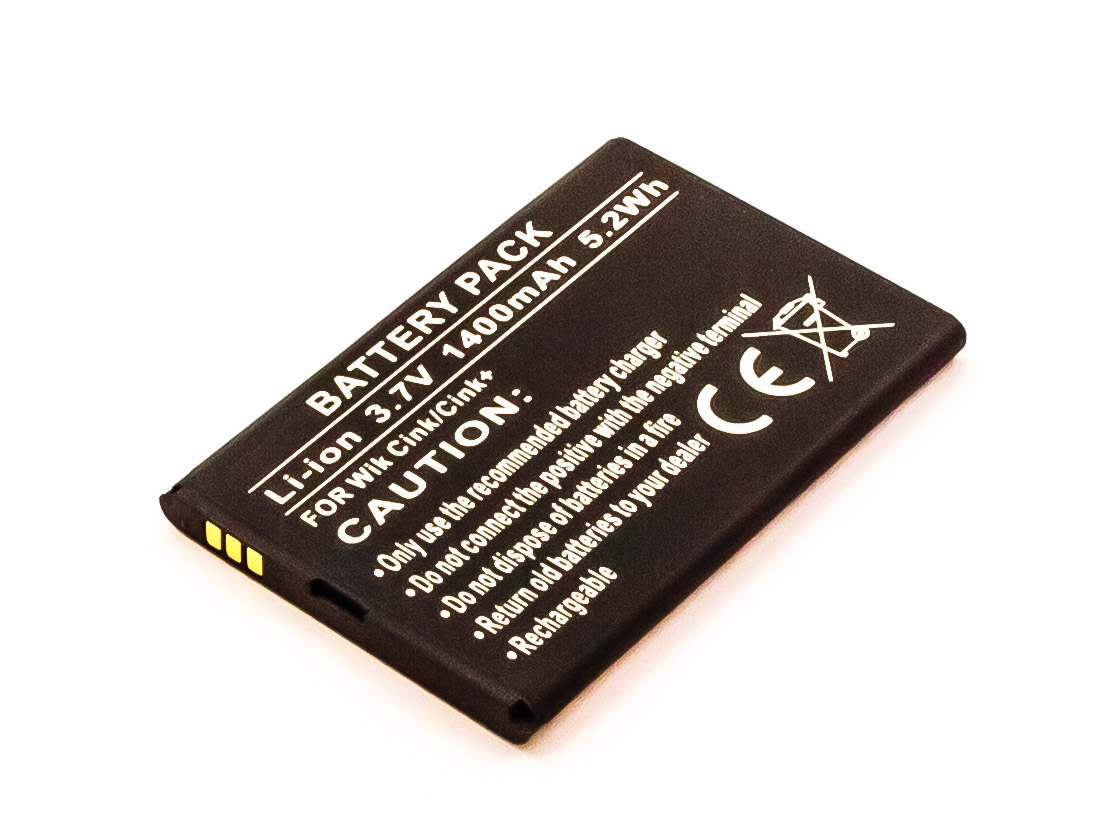 BATTERY PACK
Li-ion 3.7V 1400mAh 5.2Wh
FOR Wik Cink/Cink+
CAUTION:
•Only use the recommended battery charger
•Do not connect the positive with the negative terminal
•Do not dispose of batteries in a fire
•Return old batteries to your dealer
•Rechargeable
CE